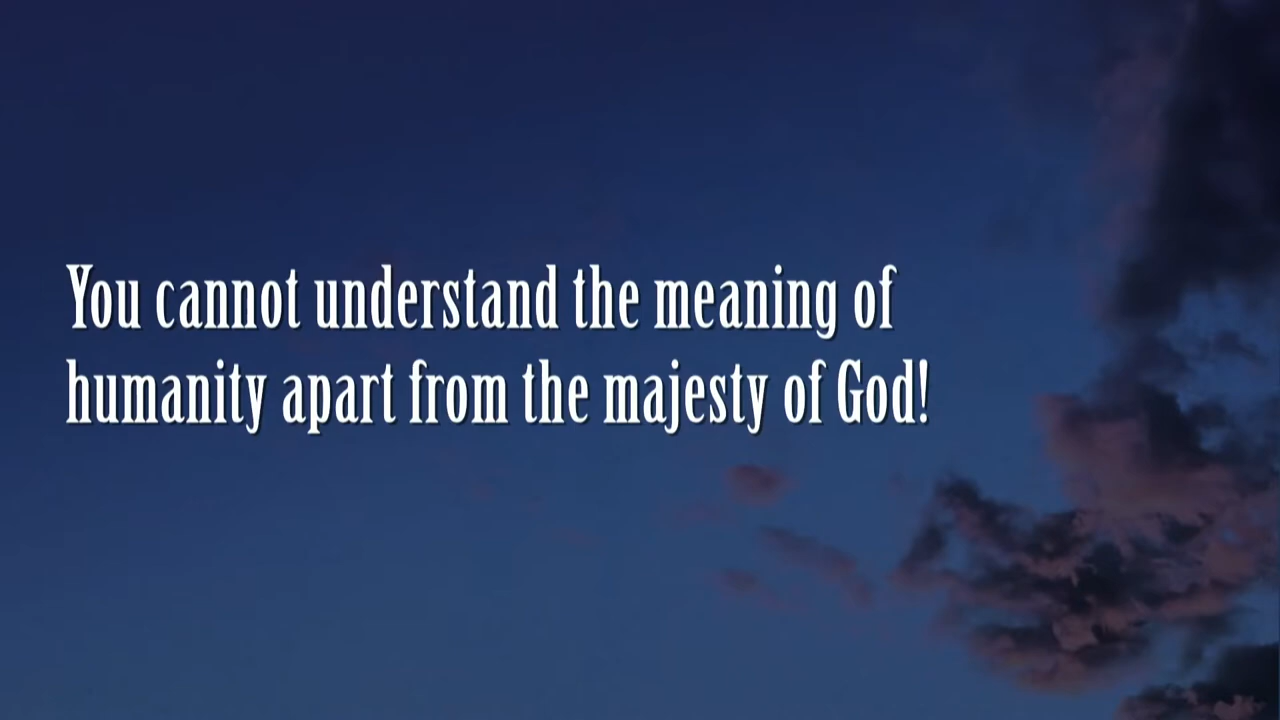 You cannot understand the meaning of
humanity apart from the majesty of God!